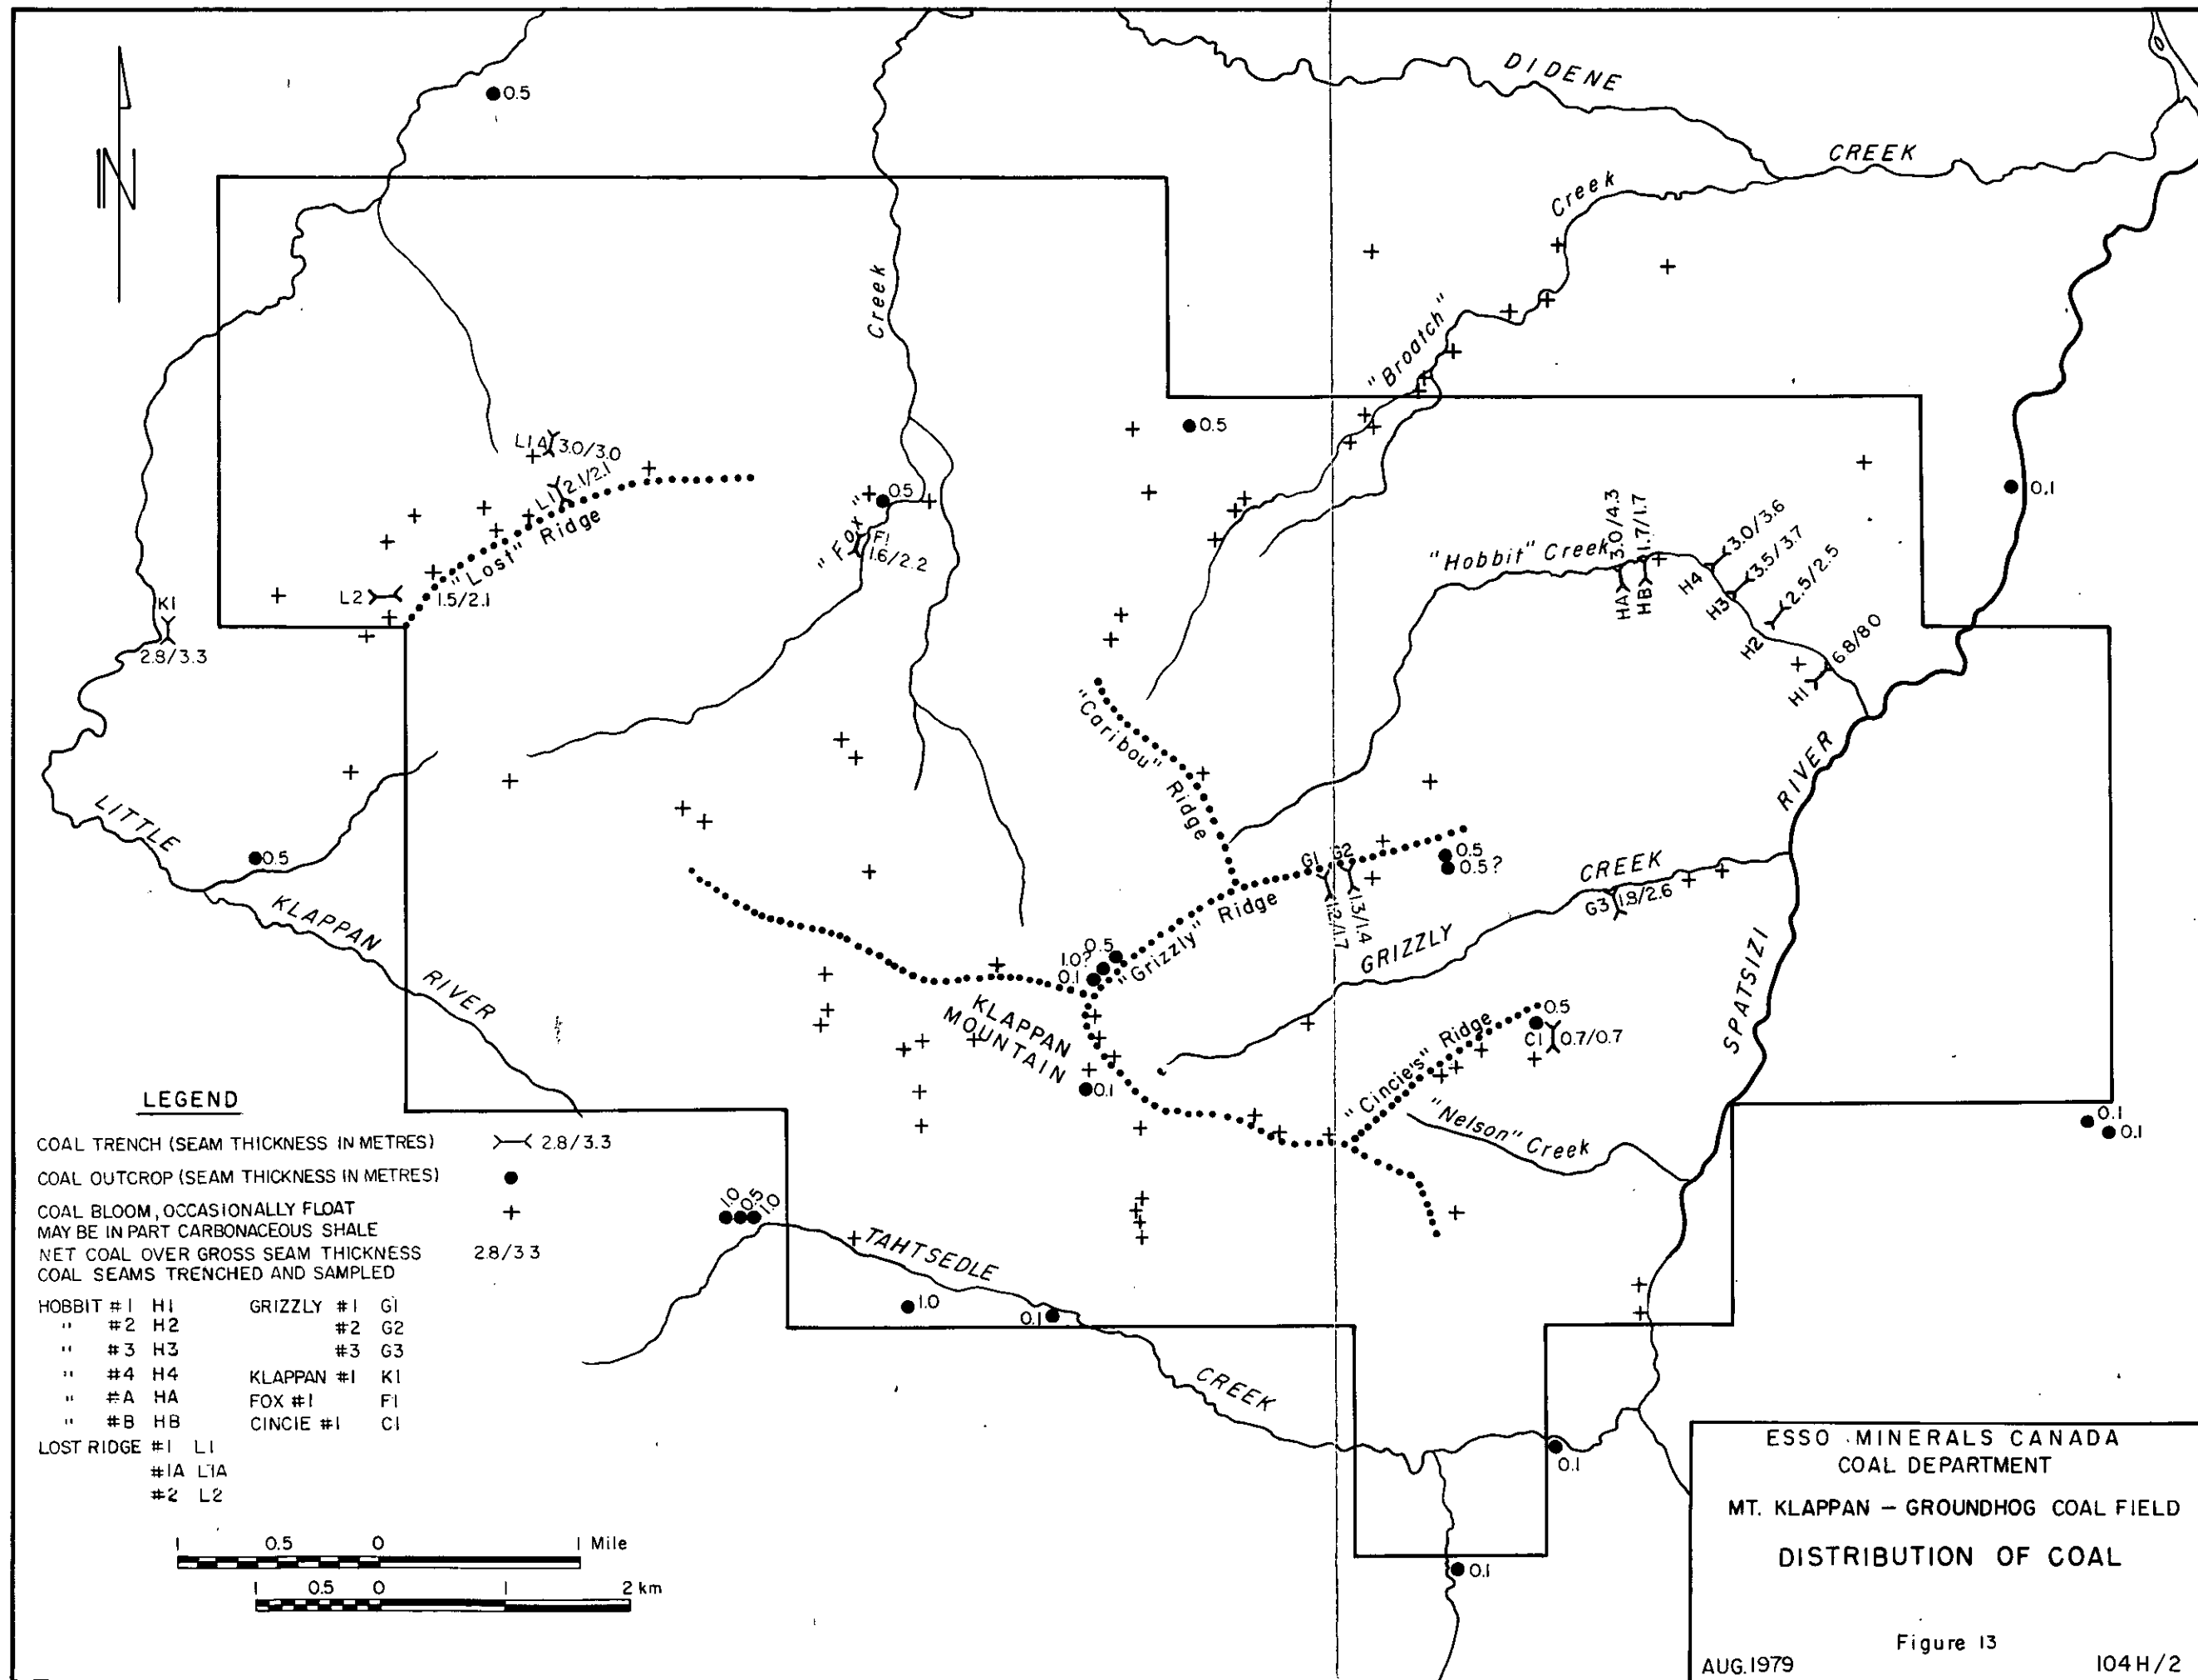 DIDENE
CREEK
Creek
"Broatch"
0.5
N
Creek
0.5
0.1
L1A 3.0/3.0
L1 2.1/2.1
"Lost" Ridge
L2 1.5/2.1
K1
2.8/3.3
0.5
"Fox"
F1
1.6/2.2
"Hobbit" Creek
HA 3.0/4.3
HB 1.7/1.7
H4 3.0/3.6
H3 3.5/3.7
H2 2.5/2.5
H1 6.8/8.0
"Caribou" Ridge
LITTLE
KLAPPAN
RIVER
0.5
G1 G2
1.2/1.7
1.3/1.4
0.5
0.5?
"Grizzly" Ridge
0.5
1.0?
0.1
GRIZZLY
CREEK
G3 1.8/2.6
SPATSIZI
RIVER
KLAPPAN
MOUNTAIN
0.1
"Cincie's" Ridge
0.5
C1 0.7/0.7
"Nelson" Creek
0.1
0.1
1.0
0.5
1.0
TAHTSEDLE
CREEK
1.0
0.1
0.1
0.1
LEGEND
COAL TRENCH (SEAM THICKNESS IN METRES) 2.8/3.3
COAL OUTCROP (SEAM THICKNESS IN METRES)
COAL BLOOM, OCCASIONALLY FLOAT
MAY BE IN PART CARBONACEOUS SHALE
NET COAL OVER GROSS SEAM THICKNESS 2.8/3.3
COAL SEAMS TRENCHED AND SAMPLED
HOBBIT #1 H1 GRIZZLY #1 G1
" #2 H2 #2 G2
" #3 H3 #3 G3
" #4 H4 KLAPPAN #1 K1
" #A HA FOX #1 F1
" #B HB CINCIE #1 C1
LOST RIDGE #1 L1
#1A L1A
#2 L2
1 0.5 0 1 Mile
1 0.5 0 1 2 km
ESSO MINERALS CANADA
COAL DEPARTMENT
MT. KLAPPAN – GROUNDHOG COAL FIELD
DISTRIBUTION OF COAL
Figure 13
AUG. 1979 104 H/2